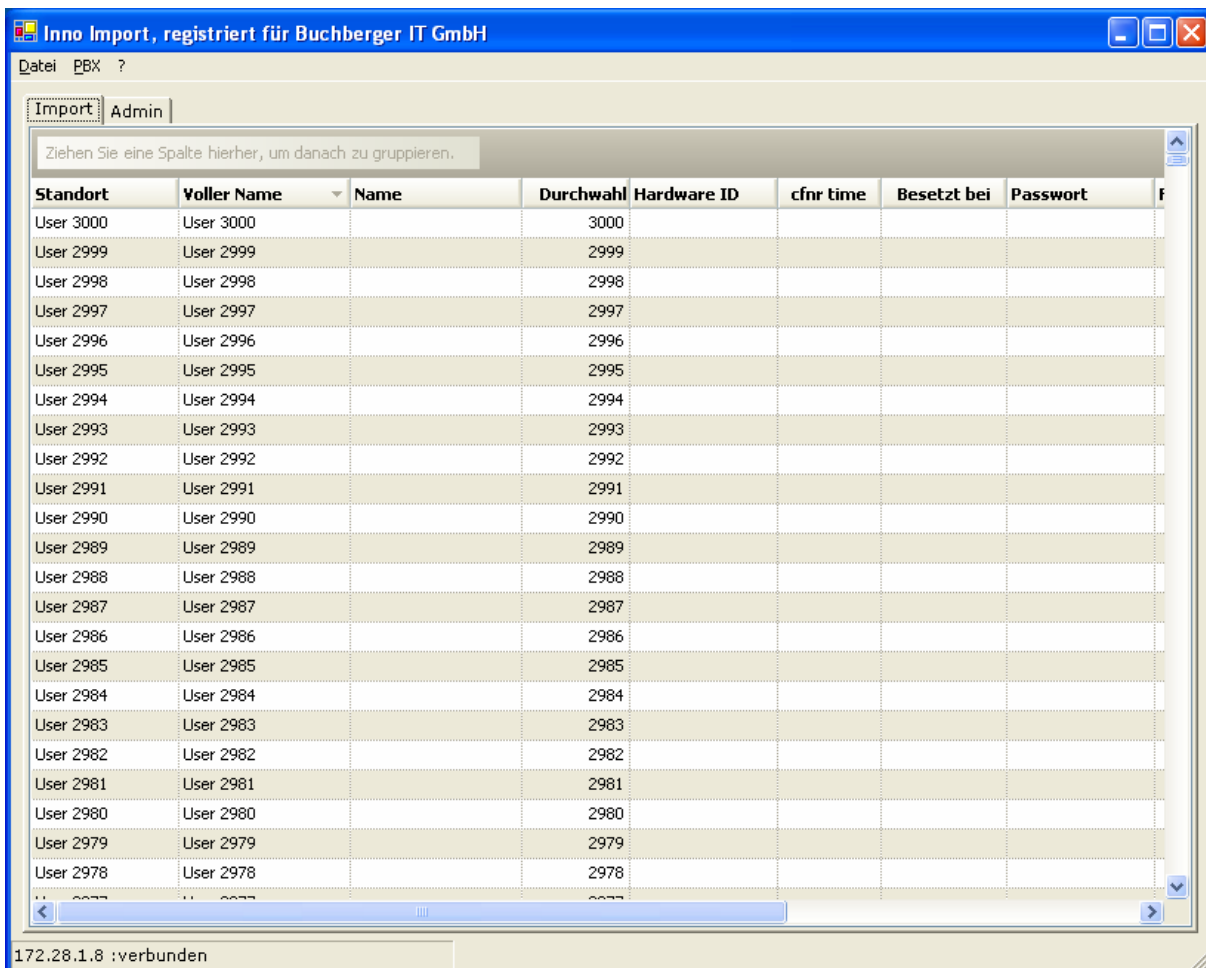 Inno Import, registriert für Buchberger IT GmbH
Datei PBX ?
Import Admin
Ziehen Sie eine Spalte hierher, um danach zu gruppieren.
Standort Voller Name Name Durchwahl Hardware ID cfnr time Besetzt bei Passwort
User 3000 User 3000 3000
User 2999 User 2999 2999
User 2998 User 2998 2998
User 2997 User 2997 2997
User 2996 User 2996 2996
User 2995 User 2995 2995
User 2994 User 2994 2994
User 2993 User 2993 2993
User 2992 User 2992 2992
User 2991 User 2991 2991
User 2990 User 2990 2990
User 2989 User 2989 2989
User 2988 User 2988 2988
User 2987 User 2987 2987
User 2986 User 2986 2986
User 2985 User 2985 2985
User 2984 User 2984 2984
User 2983 User 2983 2983
User 2982 User 2982 2982
User 2981 User 2981 2981
User 2980 User 2980 2980
User 2979 User 2979 2979
User 2978 User 2978 2978
172.28.1.8 :verbunden